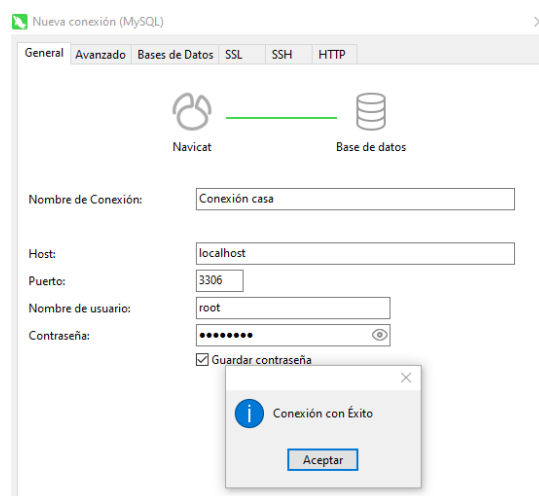 Nueva conexión (MySQL)
General Avanzado Bases de Datos SSL SSH HTTP
Navicat Base de datos
Nombre de Conexión: Conexión casa
Host: localhost
Puerto: 3306
Nombre de usuario: root
Contraseña: ••••••••
Guardar contraseña
Conexión con Éxito
Aceptar